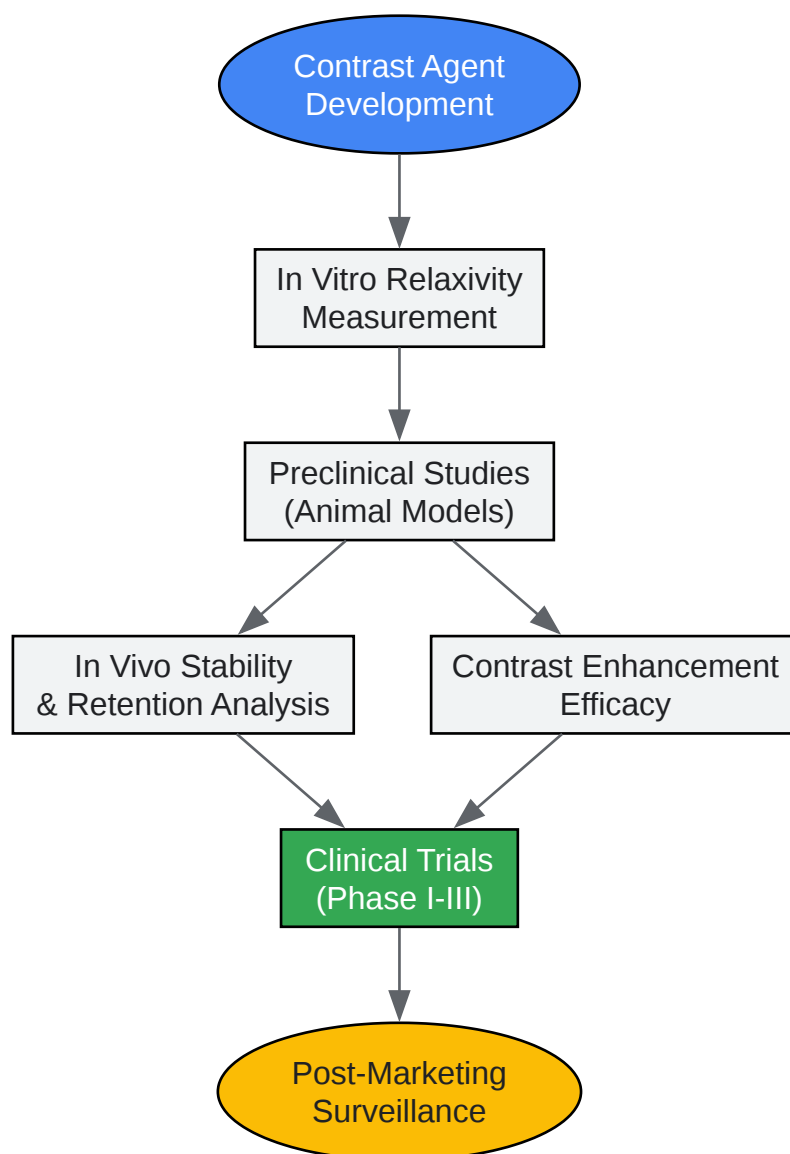 Contrast Agent
Development
In Vitro Relaxivity
Measurement
Preclinical Studies
(Animal Models)
In Vivo Stability
& Retention Analysis
Contrast Enhancement
Efficacy
Clinical Trials
(Phase I-III)
Post-Marketing
Surveillance